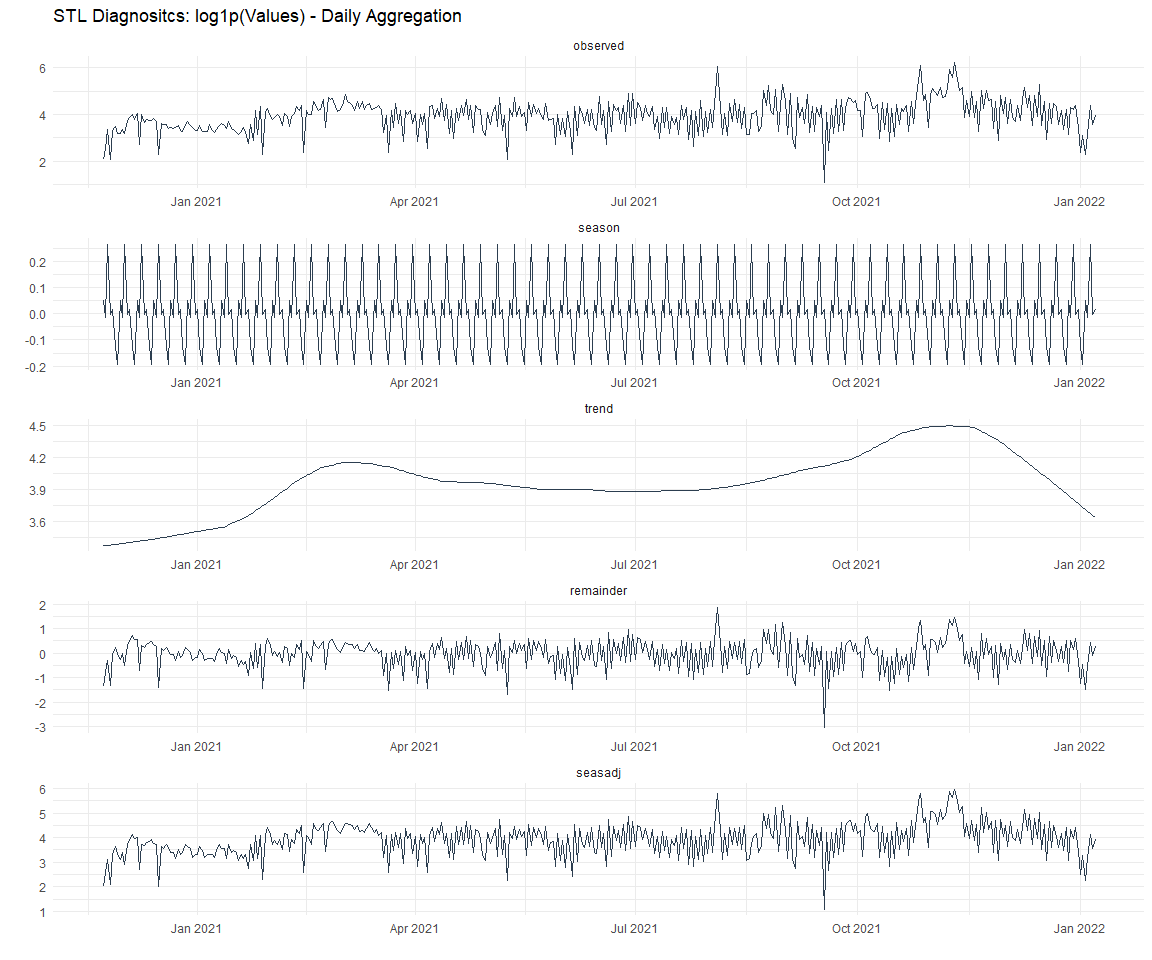 STL Diagnositcs: log1p(Values) - Daily Aggregation
observed
6
4
2
Jan 2021 Apr 2021 Jul 2021 Oct 2021 Jan 2022
season
0.2
0.1
0.0
-0.1
-0.2
Jan 2021 Apr 2021 Jul 2021 Oct 2021 Jan 2022
trend
4.5
4.2
3.9
3.6
Jan 2021 Apr 2021 Jul 2021 Oct 2021 Jan 2022
remainder
2
1
0
-1
-2
-3
Jan 2021 Apr 2021 Jul 2021 Oct 2021 Jan 2022
seasadj
6
5
4
3
2
1
Jan 2021 Apr 2021 Jul 2021 Oct 2021 Jan 2022